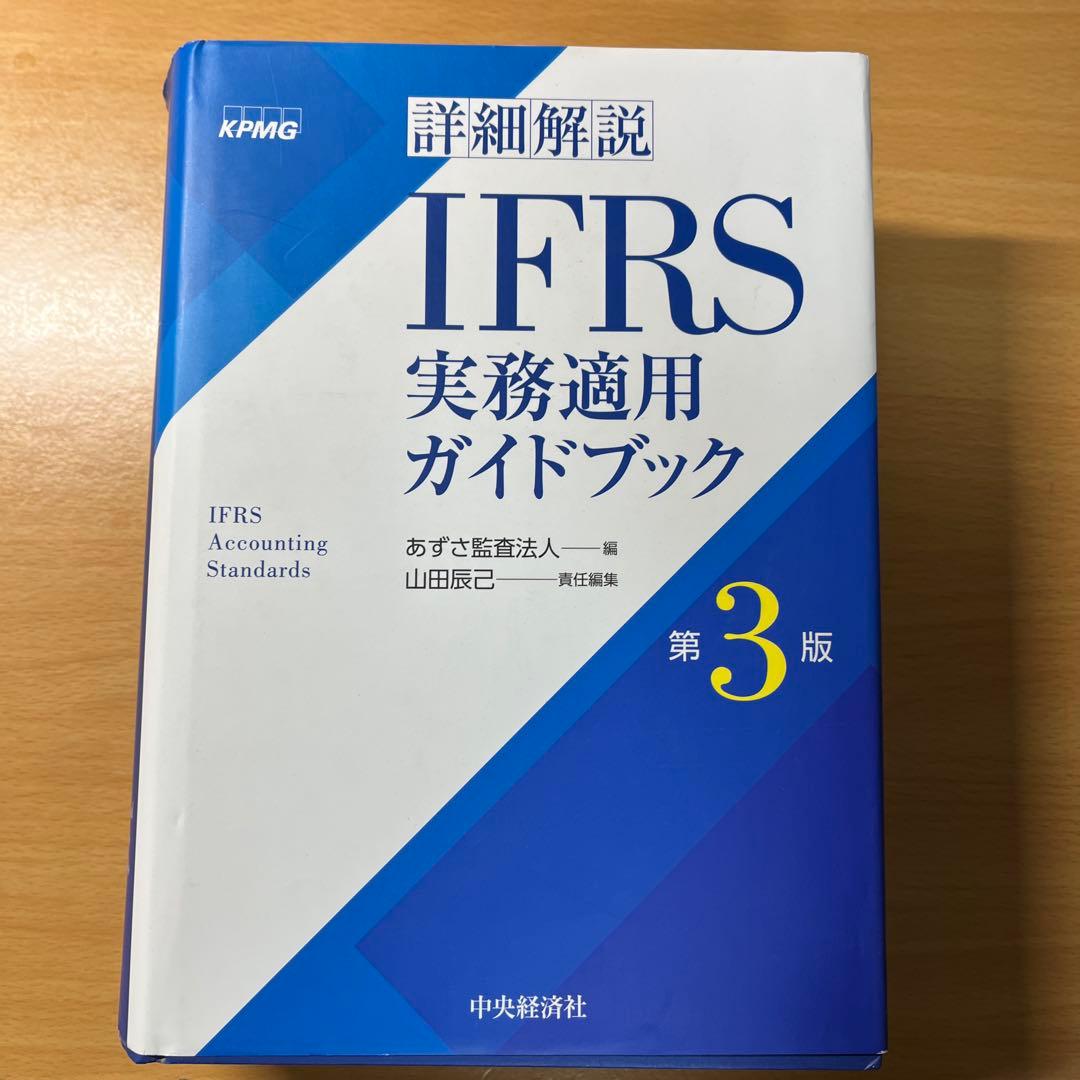 KPMG
詳細解説
IFRS
実務適用
ガイドブック
IFRS
Accounting
Standards
あずさ監査法人──編
山田辰己────責任編集
第3版
中央経済社